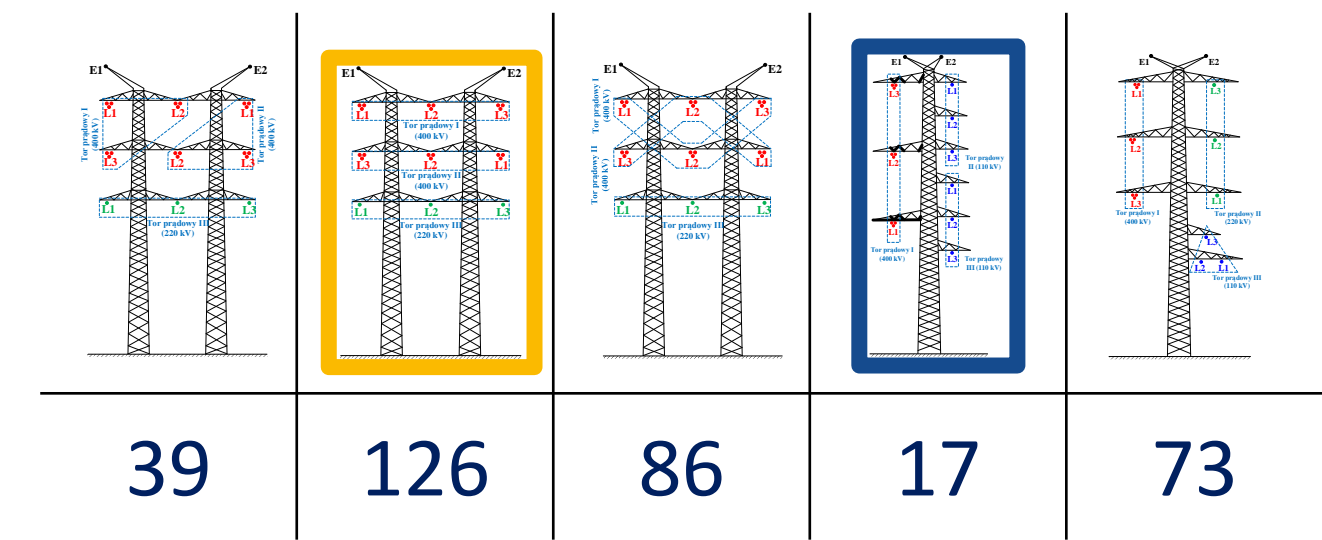 E1 E2
L1 L2 L1
Tor prądowy I
(400 kV)
Tor prądowy II
(400 kV)
L3 L2 L3
L1 L2 L3
Tor prądowy III
(220 kV)
39
E1 E2
L1 L2 L3
Tor prądowy I
(400 kV)
L3 L2 L1
Tor prądowy II
(400 kV)
L1 L2 L3
Tor prądowy III
(220 kV)
126
E1 E2
L1 L2 L3
Tor prądowy I
(400 kV)
L3 L2 L1
Tor prądowy II
(400 kV)
L1 L2 L3
Tor prądowy III
(220 kV)
86
E1 E2
L3 L1
L2
L2 L3
Tor prądowy
II (110 kV)
L1
L1 L2
Tor prądowy I
(400 kV)
L3
Tor prądowy
III (110 kV)
17
E1 E2
L1 L3
L2 L2
L3 L1
Tor prądowy I
(400 kV)
Tor prądowy II
(220 kV)
L3
L2 L1
Tor prądowy III
(110 kV)
73